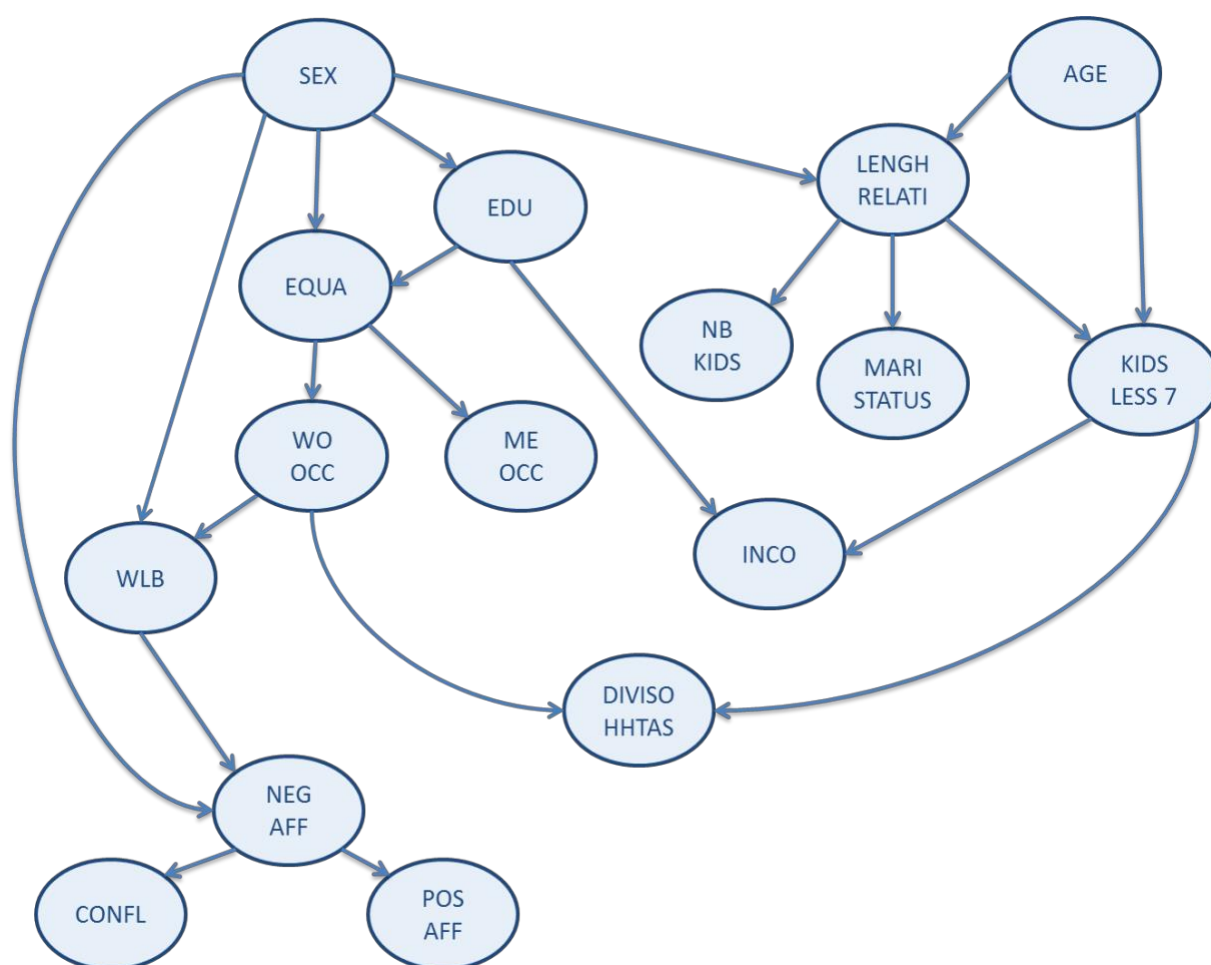 SEX
AGE
LENGH
RELATI
EDU
EQUA
NB
KIDS
MARI
STATUS
KIDS
LESS 7
WO
OCC
ME
OCC
INCO
WLB
DIVISO
HHTAS
NEG
AFF
CONFL
POS
AFF